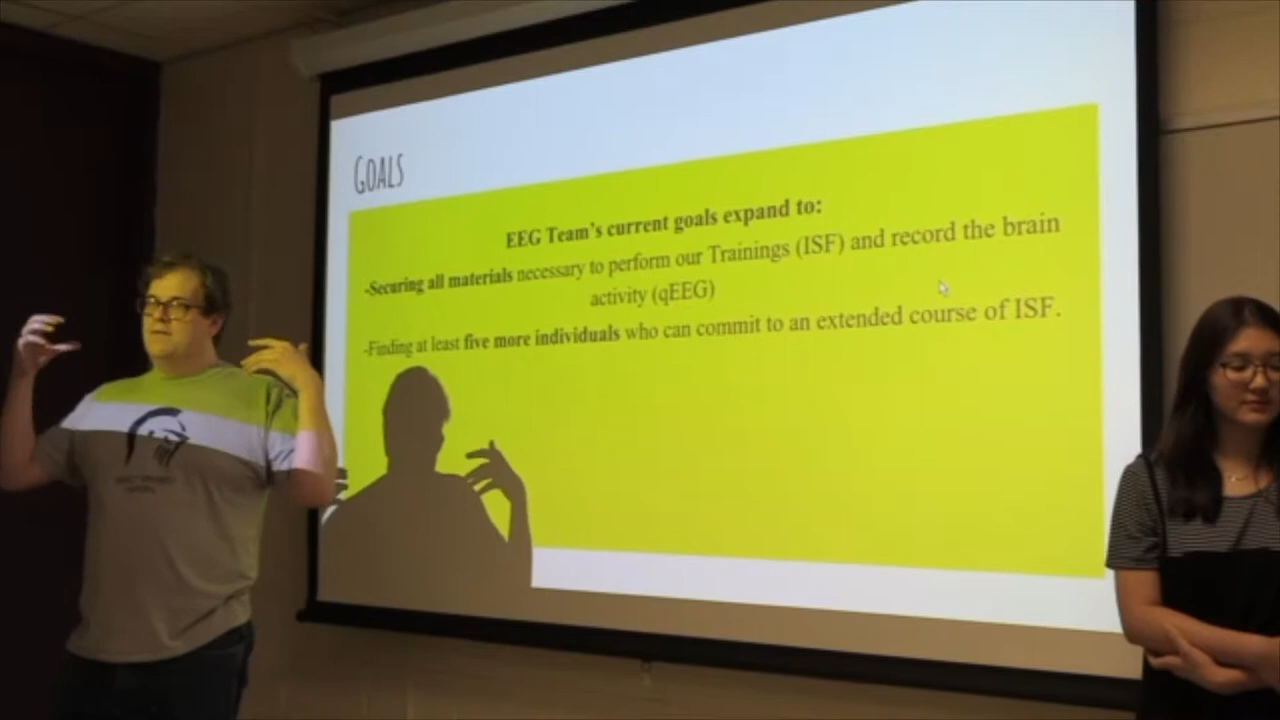 GOALS
EEG Team's current goals expand to:
-Securing all materials necessary to perform our Trainings (ISF) and record the brain
activity (qEEG)
-Finding at least five more individuals who can commit to an extended course of ISF.